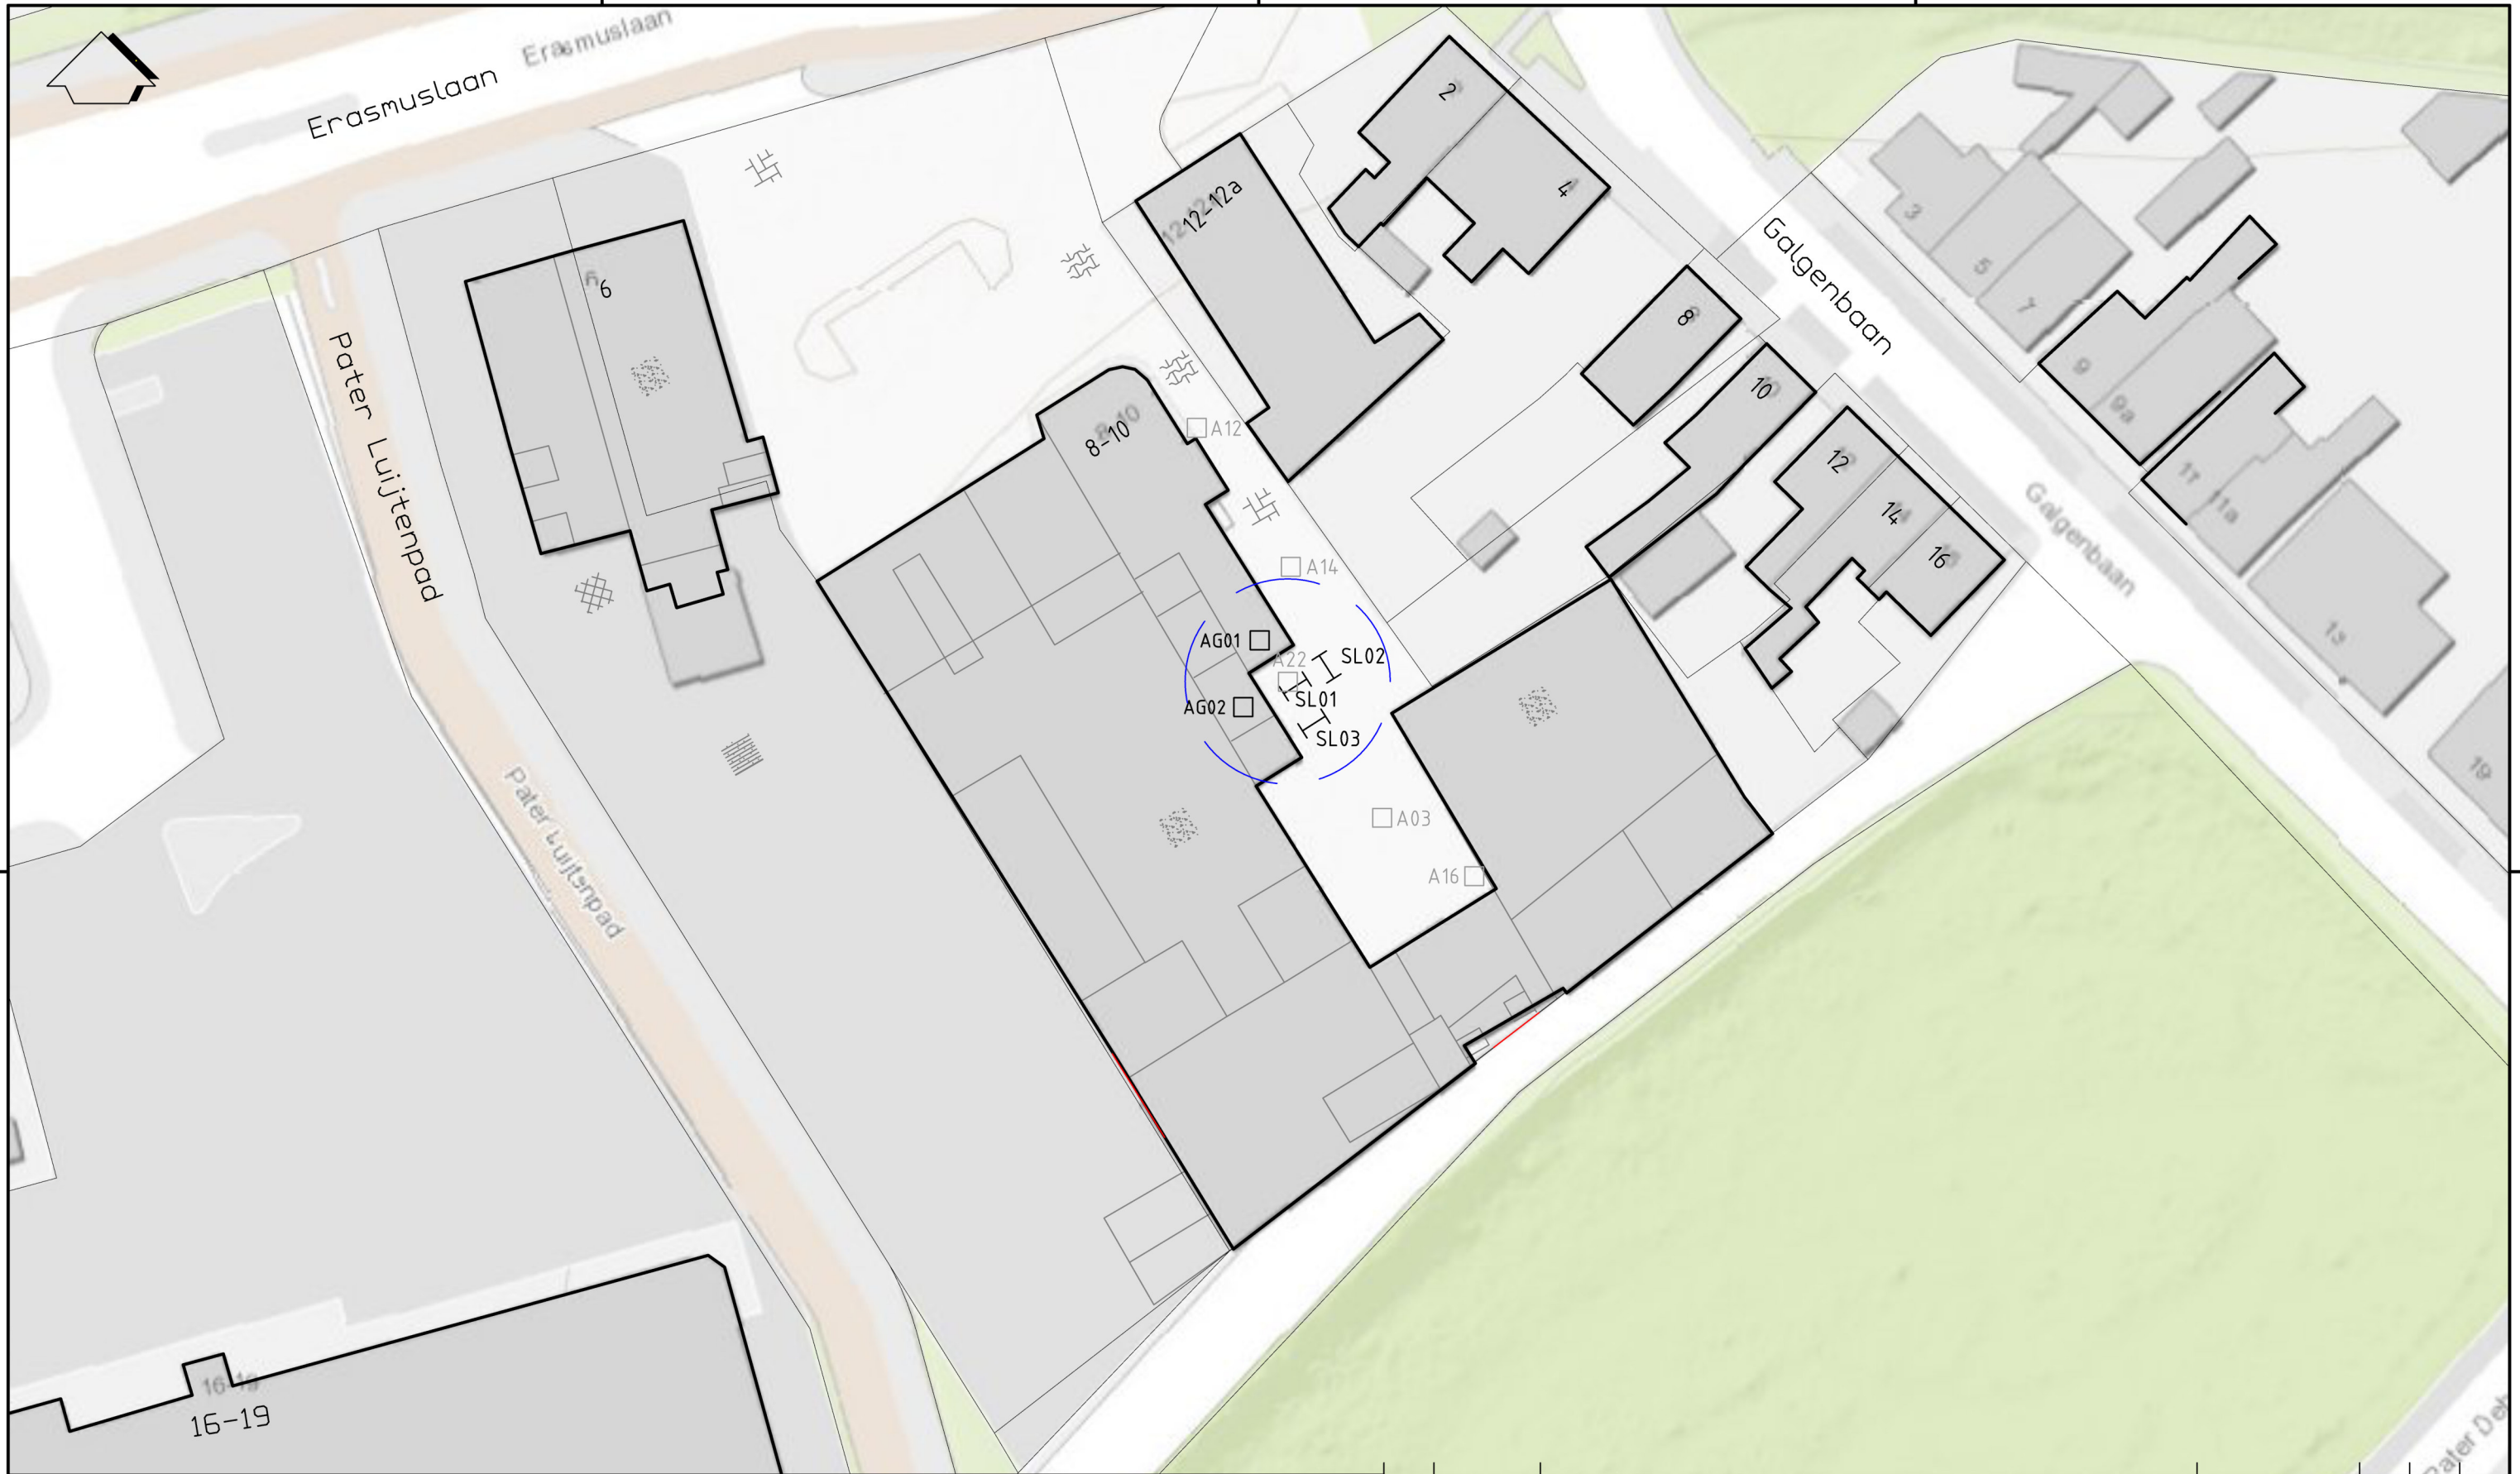 Erasmuslaan
Erasmuslaan
2
4
12-12a
6
3
5
7
Galgenbaan
8
9
9a
10
Pater Luijtenpad
8-10
A12
12
14
16
11a
Galgenbaan
A14
13
AG01
A22
SL02
SL01
AG02
SL03
19
A03
A16
Pater Luijtenpad
16-19
16-19